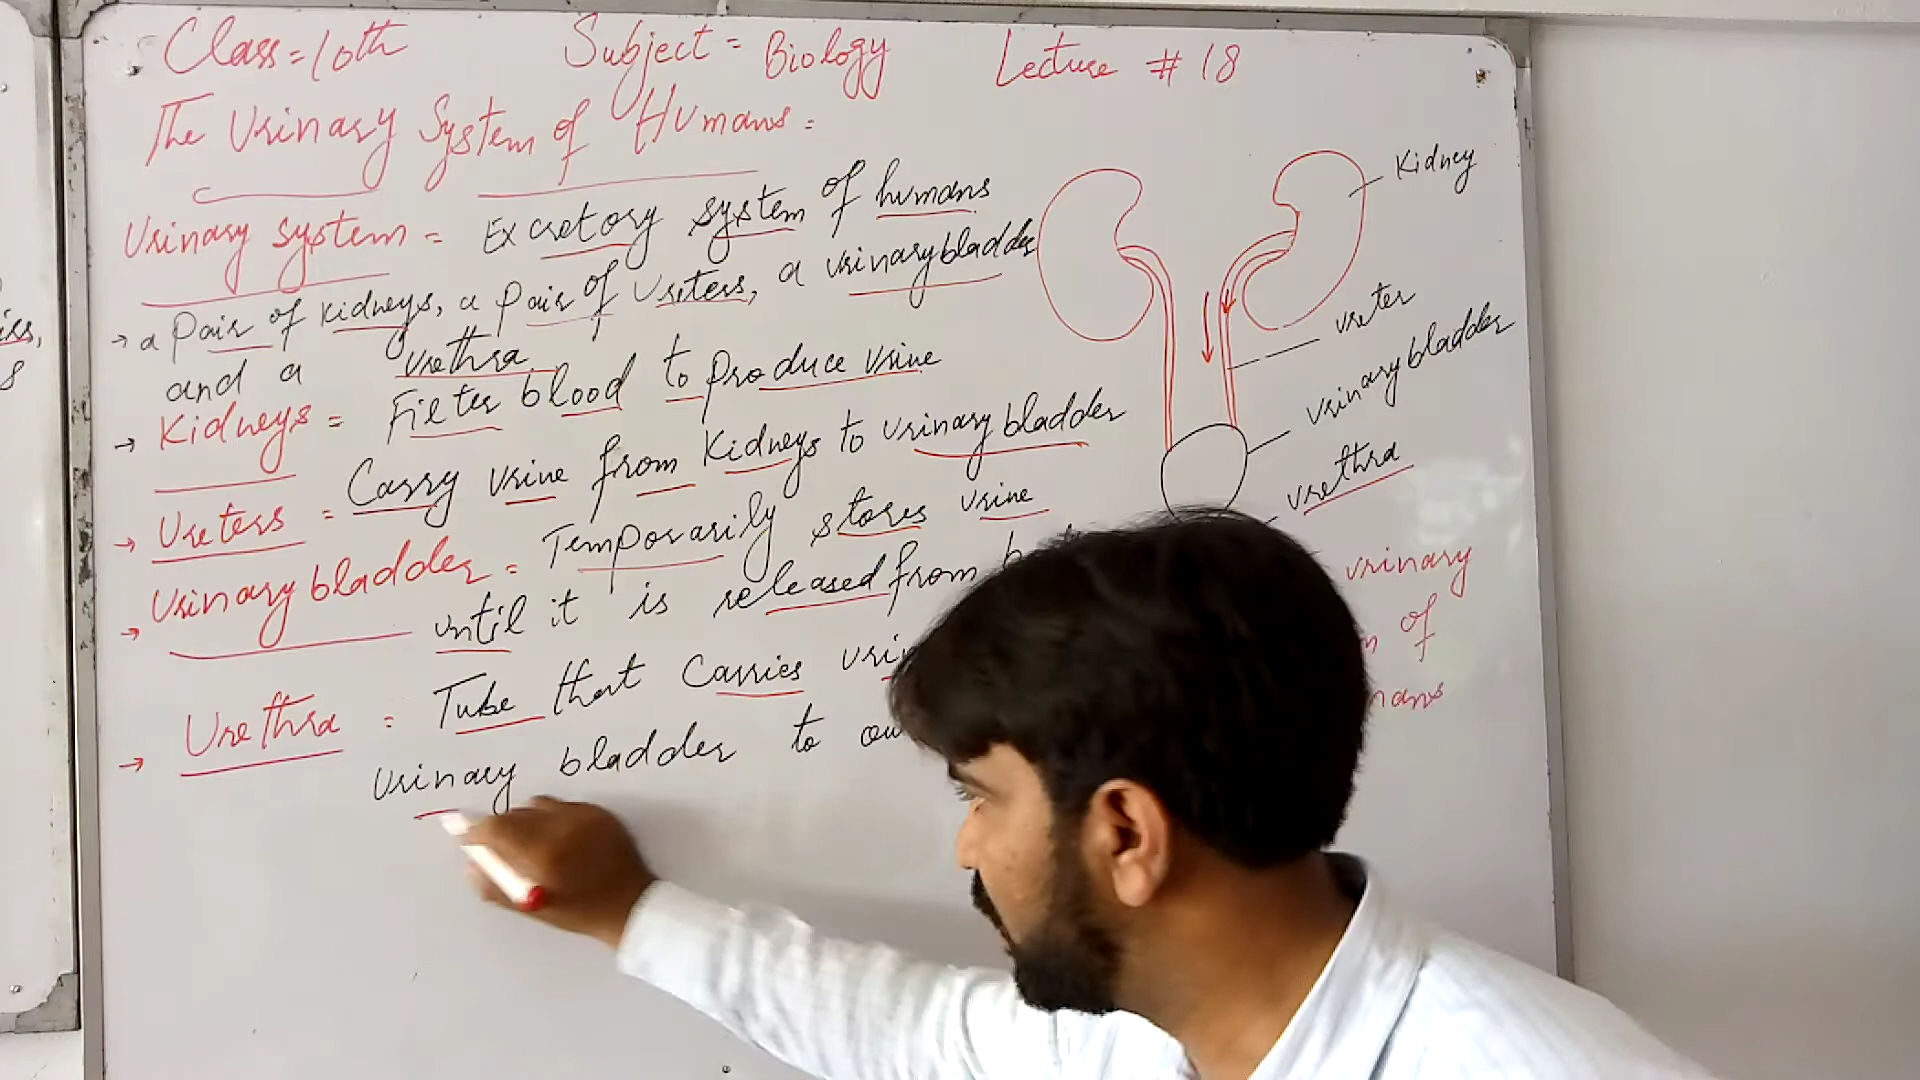 Class = 10th Subject = Biology Lecture # 18
The Urinary System of Humans =
Urinary system = Excretory system of humans
→ a pair of kidneys, a pair of Ureters, a urinary bladder
and a urethra
→ Kidneys = Filter blood to produce urine
→ Ureters = Carry urine from Kidneys to urinary bladder
→ Urinary bladder = Temporarily stores urine
until it is released from
→ Urethra = Tube that Carries
urinary bladder to
Kidney
ureter
urinary bladder
urethra
urinary
of